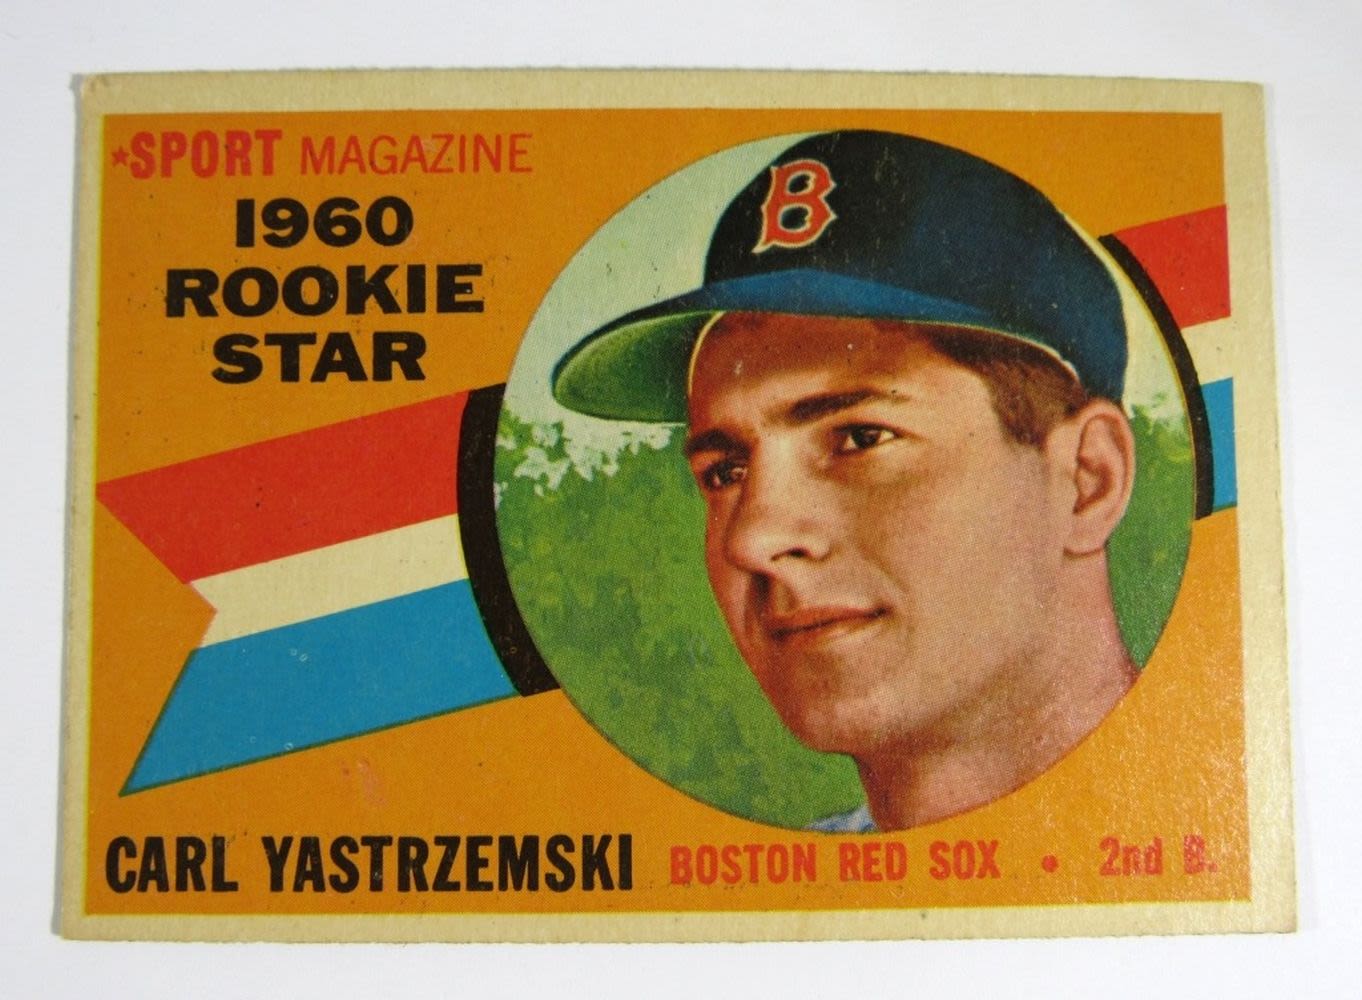 ★SPORT MAGAZINE
1960
ROOKIE
STAR
B
CARL YASTRZEMSKI BOSTON RED SOX • 2nd B.